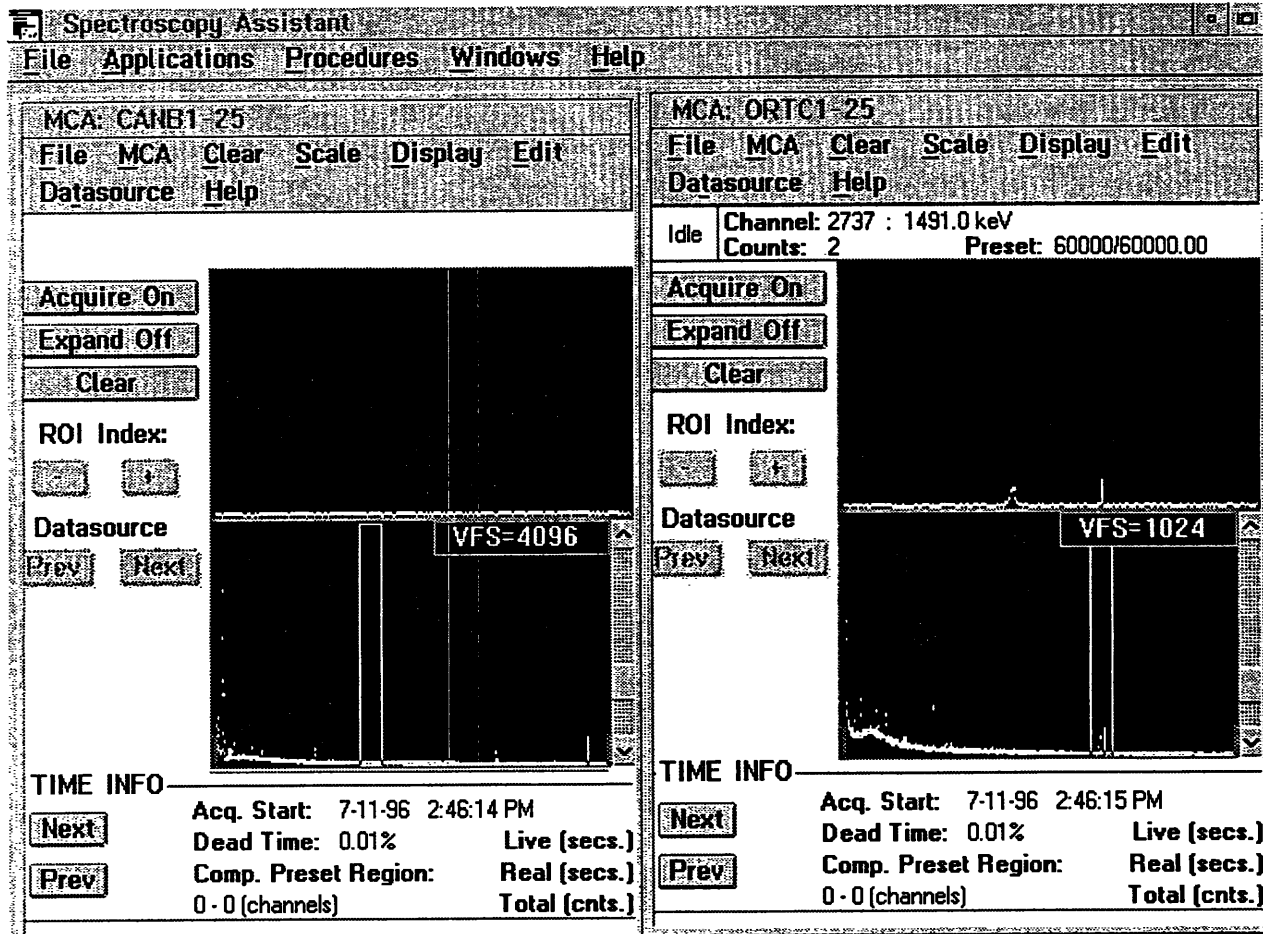 Spectroscopy Assistant
File Applications Procedures Windows Help
MCA: CANB1-25
File MCA Clear Scale Display Edit
Datasource Help
Acquire On
Expand Off
Clear
ROI Index:
- +
Datasource
Prev Next
VFS=4096
TIME INFO
Next
Prev
Acq. Start: 7-11-96 2:46:14 PM
Dead Time: 0.01% Live (secs.)
Comp. Preset Region: Real (secs.)
0 - 0 (channels) Total (cnts.)
MCA: ORTC1-25
File MCA Clear Scale Display Edit
Datasource Help
Idle
Channel: 2737 : 1491.0 keV
Counts: 2 Preset: 60000/60000.00
Acquire On
Expand Off
Clear
ROI Index:
- +
Datasource
Prev Next
VFS=1024
TIME INFO
Next
Prev
Acq. Start: 7-11-96 2:46:15 PM
Dead Time: 0.01% Live (secs.)
Comp. Preset Region: Real (secs.)
0 - 0 (channels) Total (cnts.)